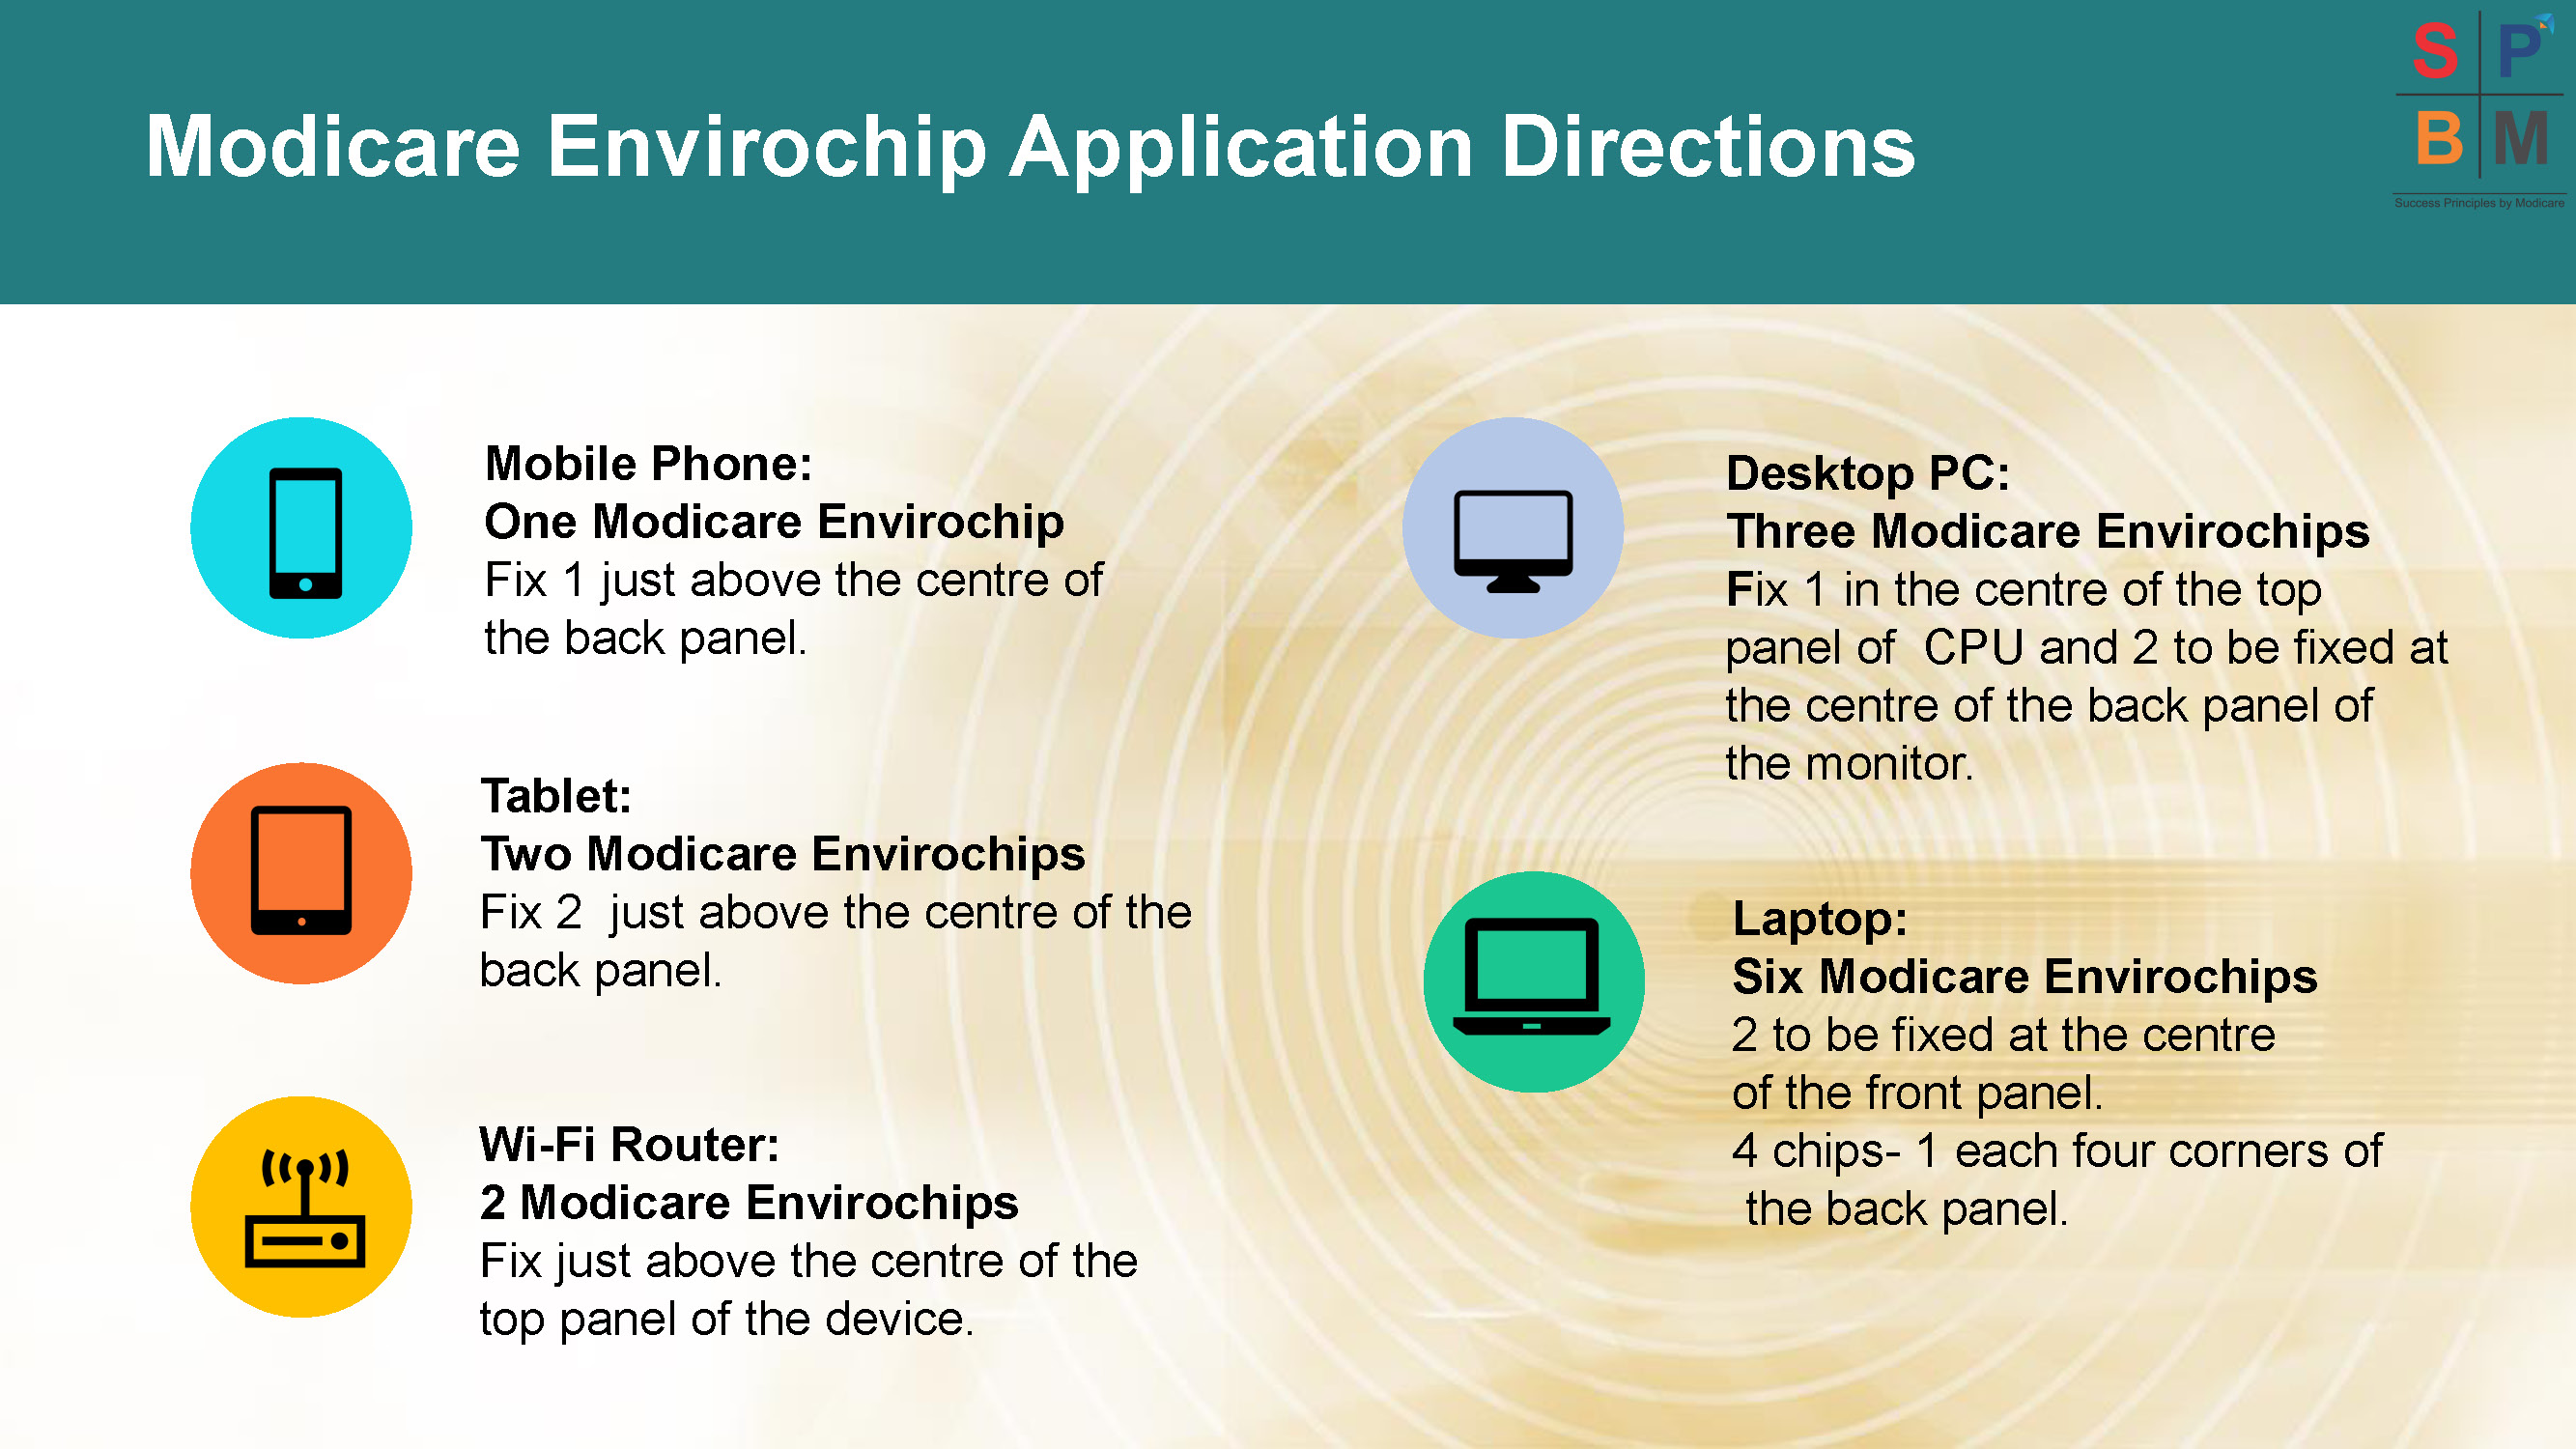 Modicare Envirochip Application Directions
S P
B M
Success Principles by Modicare
Mobile Phone:
One Modicare Envirochip
Fix 1 just above the centre of
the back panel.
Tablet:
Two Modicare Envirochips
Fix 2 just above the centre of the
back panel.
Wi-Fi Router:
2 Modicare Envirochips
Fix just above the centre of the
top panel of the device.
Desktop PC:
Three Modicare Envirochips
Fix 1 in the centre of the top
panel of CPU and 2 to be fixed at
the centre of the back panel of
the monitor.
Laptop:
Six Modicare Envirochips
2 to be fixed at the centre
of the front panel.
4 chips- 1 each four corners of
the back panel.